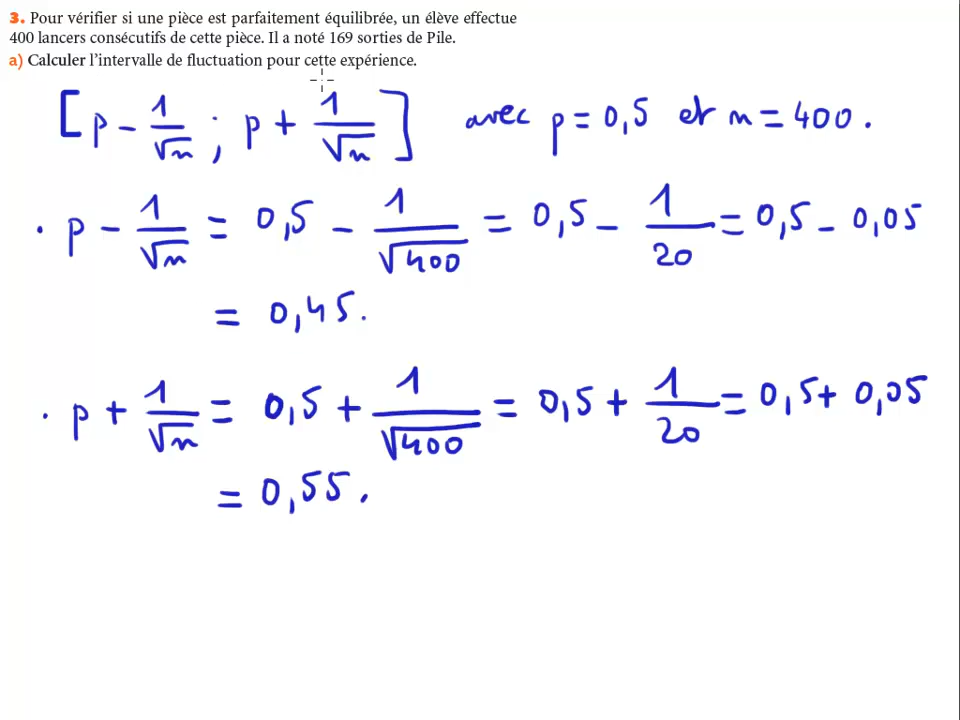 3. Pour vérifier si une pièce est parfaitement équilibrée, un élève effectue
400 lancers consécutifs de cette pièce. Il a noté 169 sorties de Pile.
a) Calculer l'intervalle de fluctuation pour cette expérience.
[p - 1/√n ; p + 1/√n] avec p = 0,5 et n = 400.
· p - 1/√n = 0,5 - 1/√400 = 0,5 - 1/20 = 0,5 - 0,05
= 0,45.
· p + 1/√n = 0,5 + 1/√400 = 0,5 + 1/20 = 0,5 + 0,05
= 0,55.